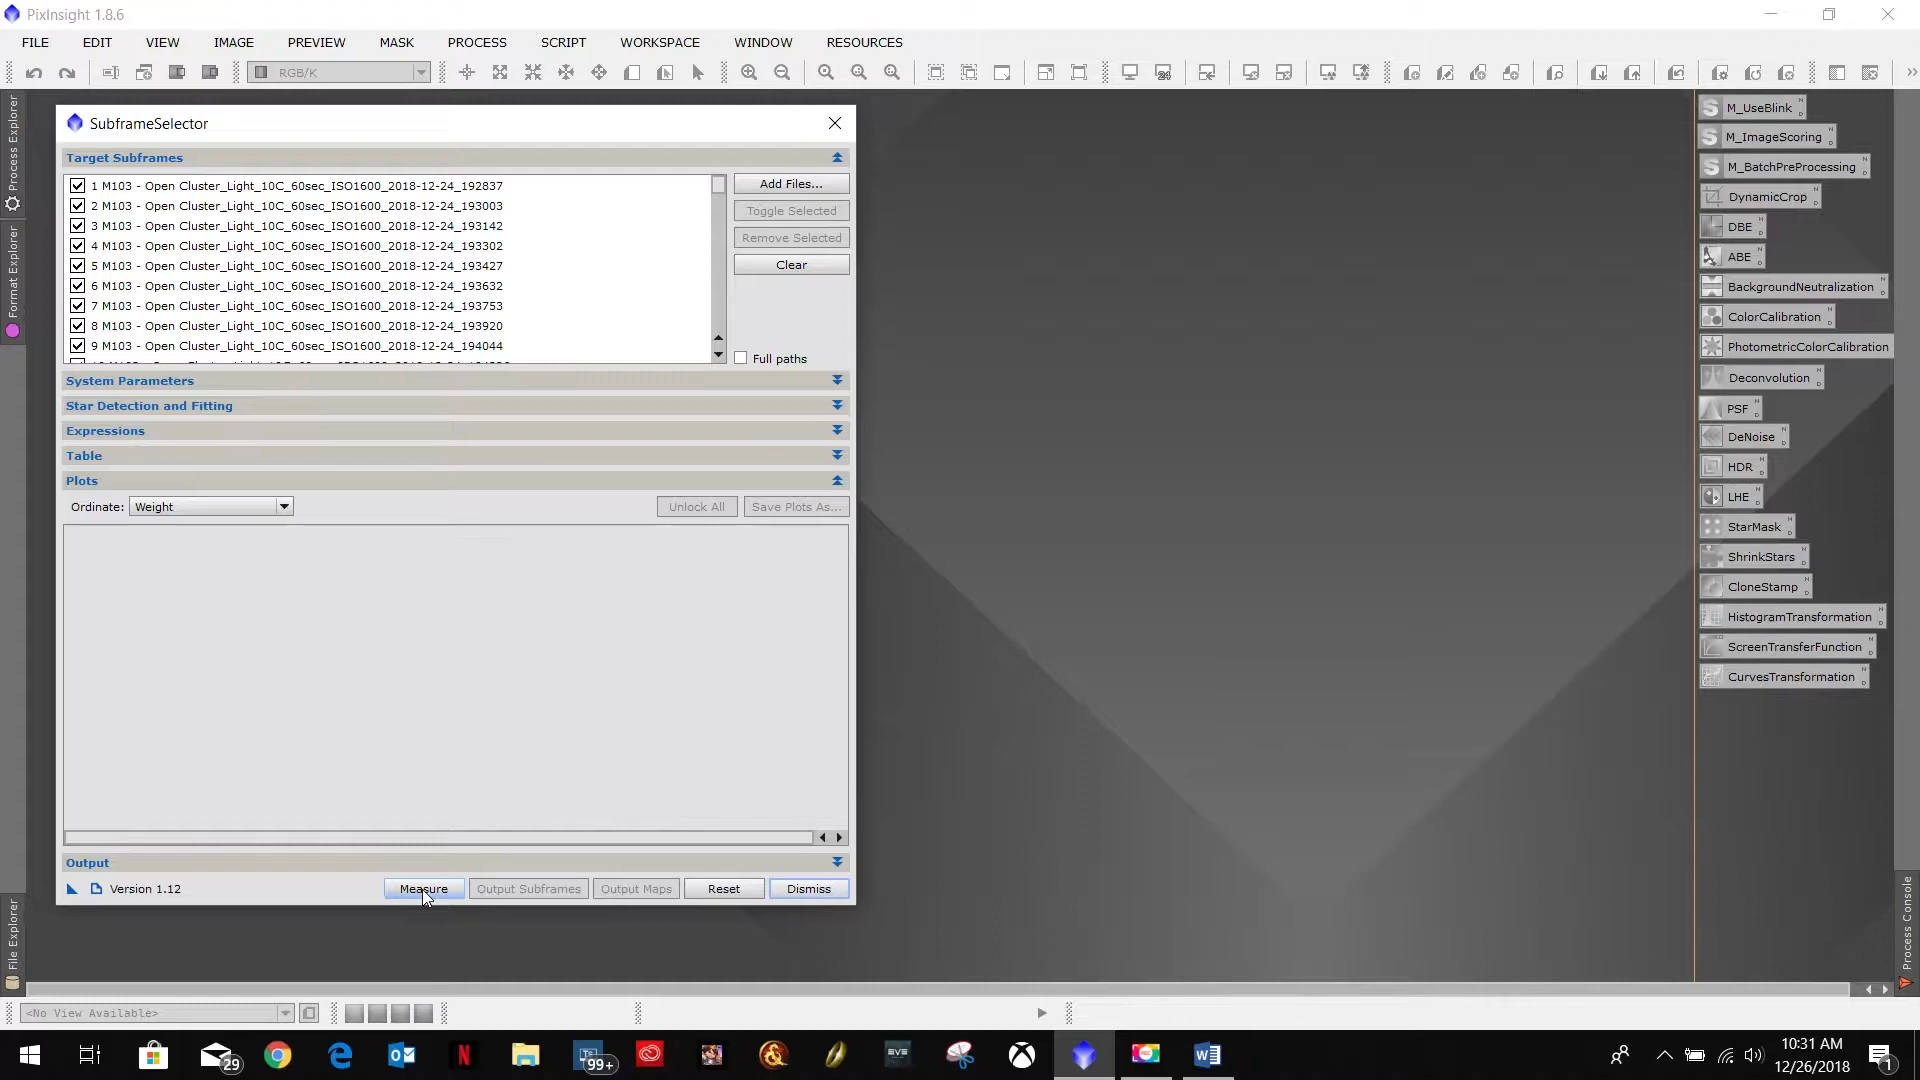 PixInsight 1.8.6
FILE EDIT VIEW IMAGE PREVIEW MASK PROCESS SCRIPT WORKSPACE WINDOW RESOURCES
RGB/K
Process Explorer
Format Explorer
File Explorer
SubframeSelector
Target Subframes
1 M103 - Open Cluster_Light_10C_60sec_ISO1600_2018-12-24_192837
2 M103 - Open Cluster_Light_10C_60sec_ISO1600_2018-12-24_193003
3 M103 - Open Cluster_Light_10C_60sec_ISO1600_2018-12-24_193142
4 M103 - Open Cluster_Light_10C_60sec_ISO1600_2018-12-24_193302
5 M103 - Open Cluster_Light_10C_60sec_ISO1600_2018-12-24_193427
6 M103 - Open Cluster_Light_10C_60sec_ISO1600_2018-12-24_193632
7 M103 - Open Cluster_Light_10C_60sec_ISO1600_2018-12-24_193753
8 M103 - Open Cluster_Light_10C_60sec_ISO1600_2018-12-24_193920
9 M103 - Open Cluster_Light_10C_60sec_ISO1600_2018-12-24_194044
Add Files...
Toggle Selected
Remove Selected
Clear
Full paths
System Parameters
Star Detection and Fitting
Expressions
Table
Plots
Ordinate: Weight Unlock All Save Plots As...
Output
Version 1.12 Measure Output Subframes Output Maps Reset Dismiss
M_UseBlink
M_ImageScoring
M_BatchPreProcessing
DynamicCrop
DBE
ABE
BackgroundNeutralization
ColorCalibration
PhotometricColorCalibration
Deconvolution
PSF
DeNoise
HDR
LHE
StarMask
ShrinkStars
CloneStamp
HistogramTransformation
ScreenTransferFunction
CurvesTransformation
Process Console
<No View Available>
29
99+
EVE
10:31 AM
12/26/2018
1